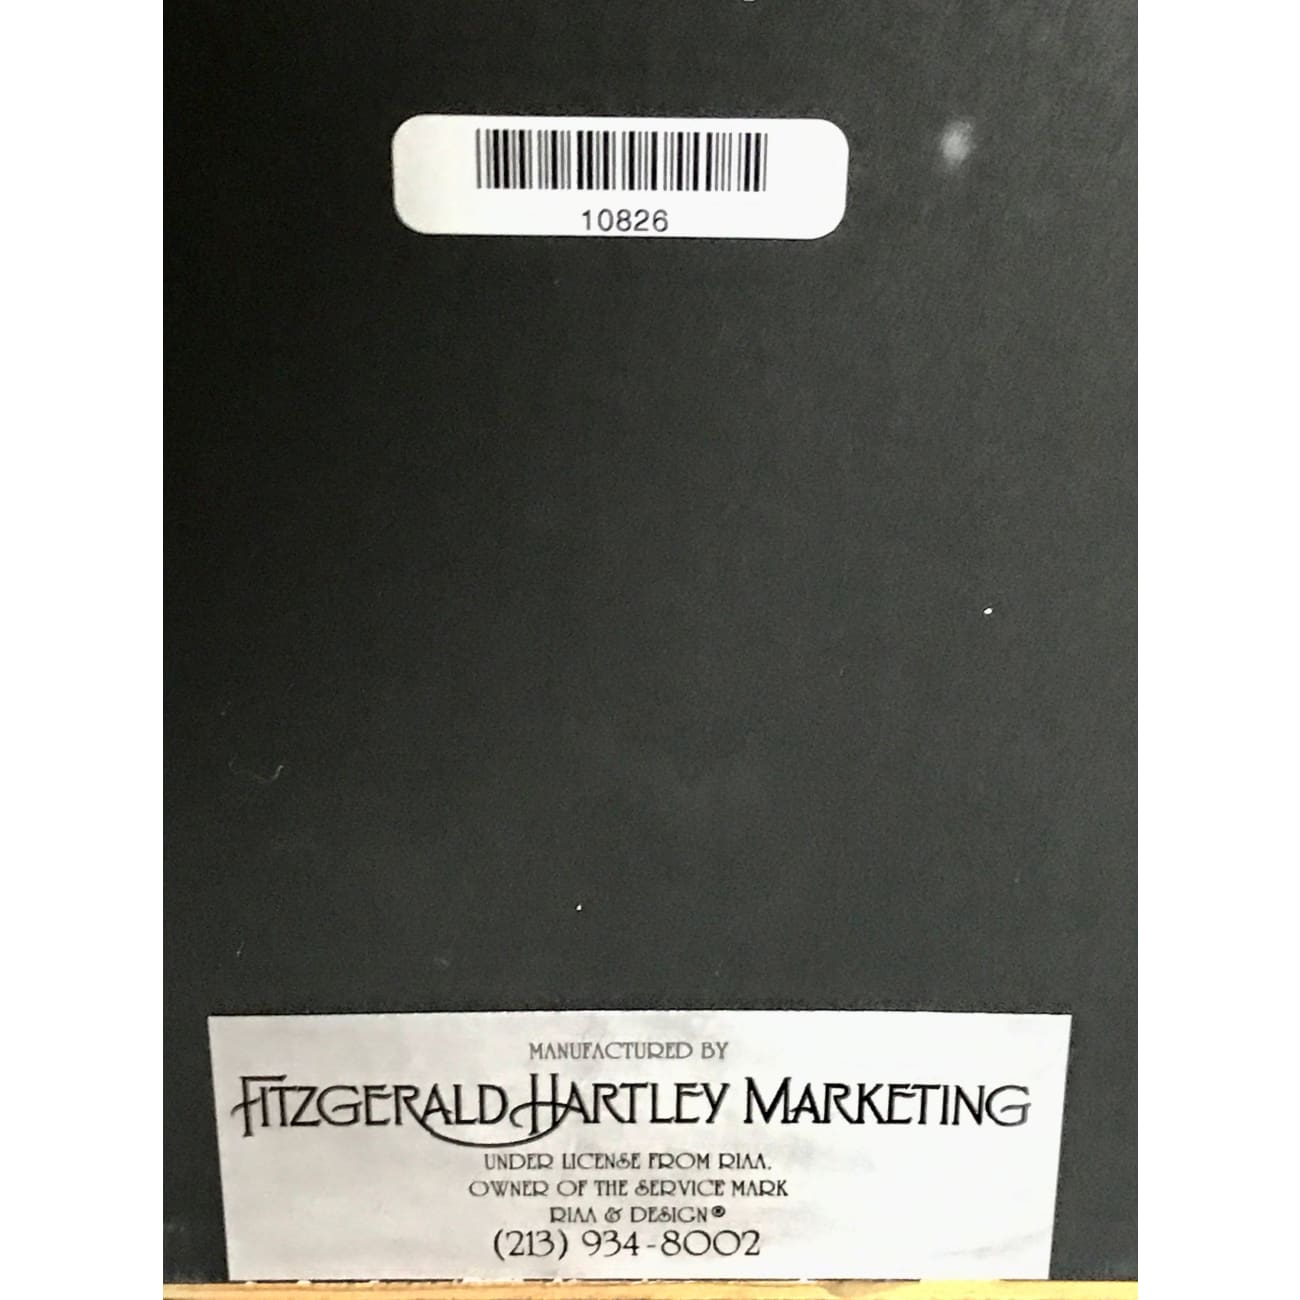 10826
MANUFACTURED BY
FITZGERALD HARTLEY MARKETING
UNDER LICENSE FROM RIAA.
OWNER OF THE SERVICE MARK
RIAA & DESIGN®
(213) 934-8002